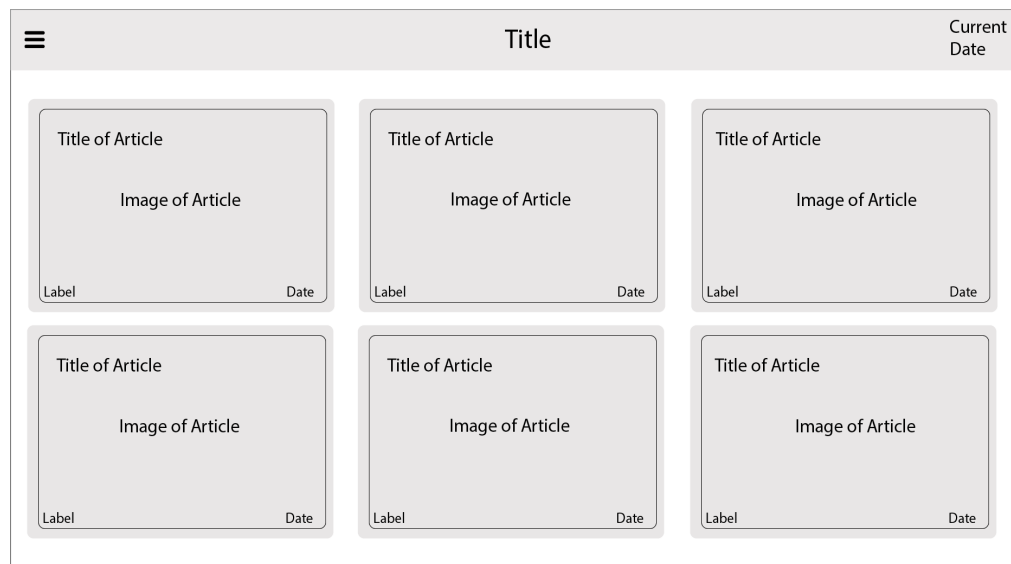 Title
Current
Date
Title of Article
Image of Article
Label
Date
Title of Article
Image of Article
Label
Date
Title of Article
Image of Article
Label
Date
Title of Article
Image of Article
Label
Date
Title of Article
Image of Article
Label
Date
Title of Article
Image of Article
Label
Date